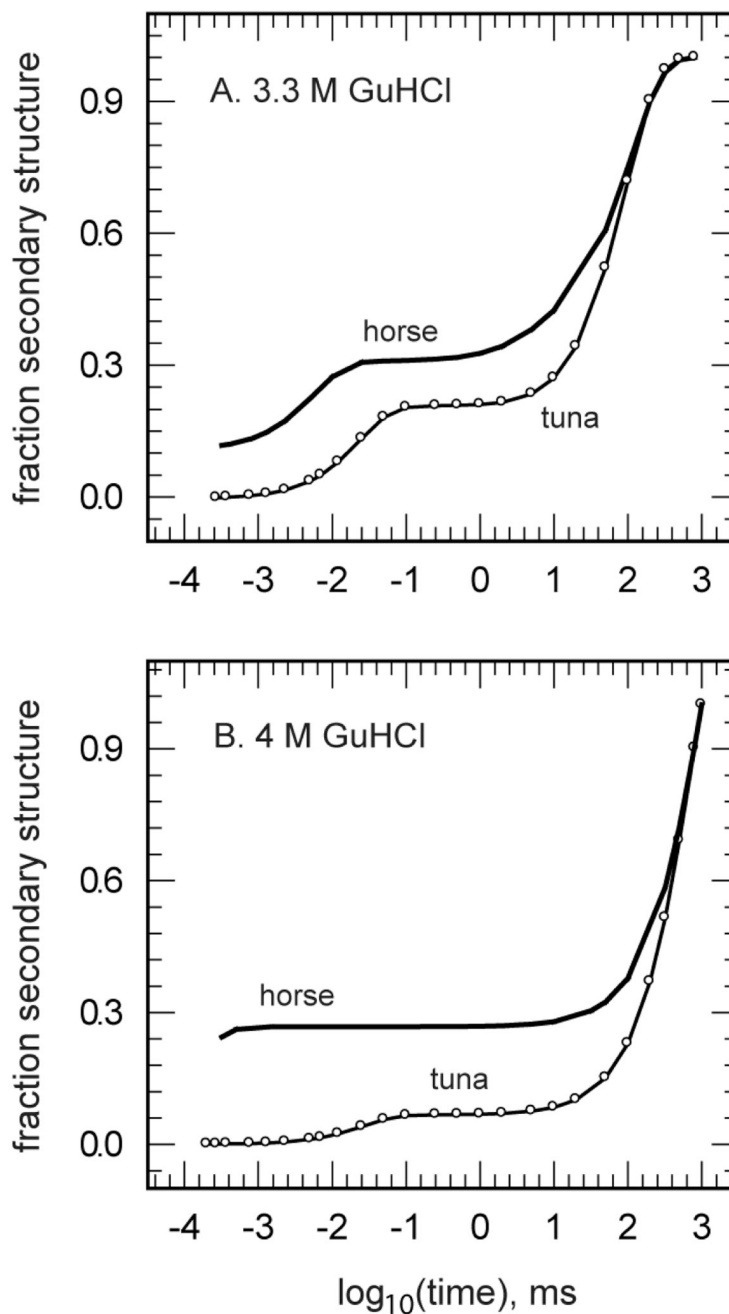 A. 3.3 M GuHCl
fraction secondary structure
0.9
0.6
0.3
0.0
horse
tuna
-4 -3 -2 -1 0 1 2 3
B. 4 M GuHCl
fraction secondary structure
0.9
0.6
0.3
0.0
horse
tuna
-4 -3 -2 -1 0 1 2 3
log10(time), ms